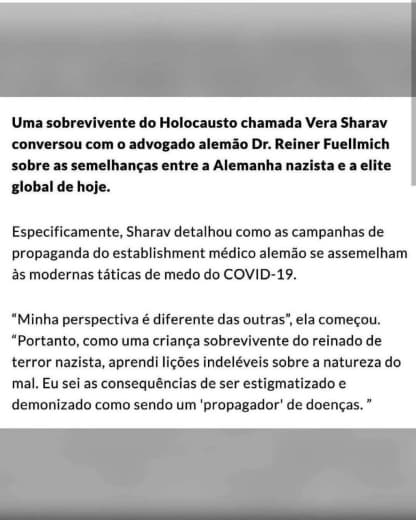 Uma sobrevivente do Holocausto chamada Vera Sharav
conversou com o advogado alemão Dr. Reiner Fuellmich
sobre as semelhanças entre a Alemanha nazista e a elite
global de hoje.
Especificamente, Sharav detalhou como as campanhas de
propaganda do establishment médico alemão se assemelham
às modernas táticas de medo do COVID-19.
“Minha perspectiva é diferente das outras”, ela começou.
“Portanto, como uma criança sobrevivente do reinado de
terror nazista, aprendi lições indeléveis sobre a natureza do
mal. Eu sei as consequências de ser estigmatizado e
demonizado como sendo um 'propagador' de doenças. ”